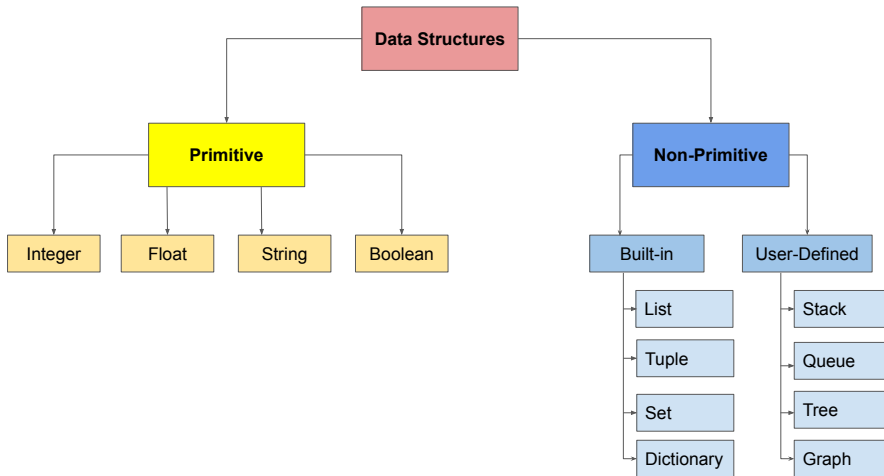 Data Structures
Primitive
Non-Primitive
Integer
Float
String
Boolean
Built-in
User-Defined
List
Tuple
Set
Dictionary
Stack
Queue
Tree
Graph